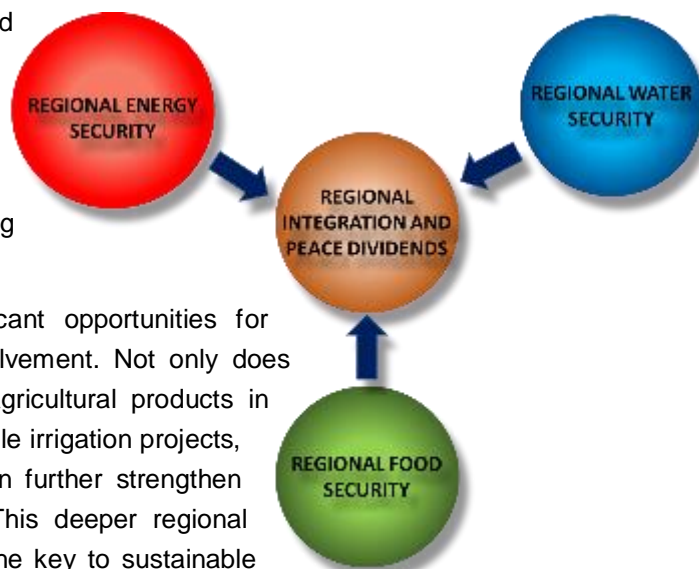 d
REGIONAL ENERGY
SECURITY
REGIONAL WATER
SECURITY
REGIONAL
INTEGRATION AND
PEACE DIVIDENDS
g
cant opportunities for
lvement. Not only does
gricultural products in
le irrigation projects,
n further strengthen
This deeper regional
ne key to sustainable
REGIONAL FOOD
SECURITY